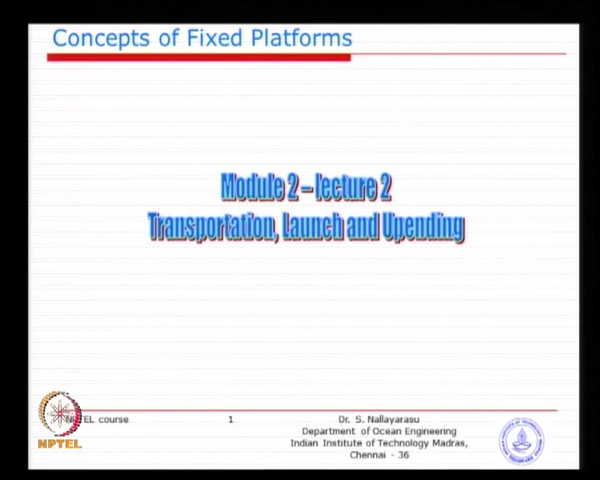 Concepts of Fixed Platforms
Module 2 – lecture 2
Transportation, Launch and Upending
NPTEL course
1
Dr. S. Nallayarasu
Department of Ocean Engineering
Indian Institute of Technology Madras,
Chennai - 36
NPTEL